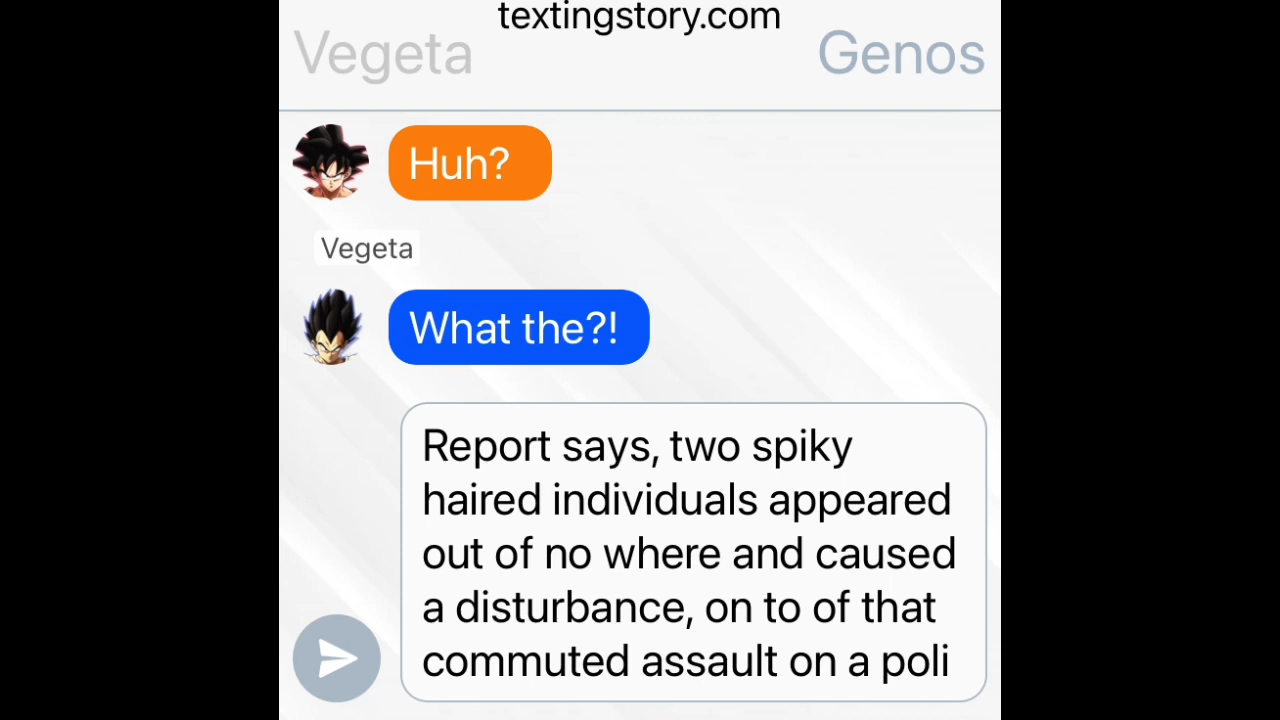 textingstory.com
Vegeta
Genos
Huh?
Vegeta
What the?!
Report says, two spiky
haired individuals appeared
out of no where and caused
a disturbance, on to of that
commuted assault on a poli